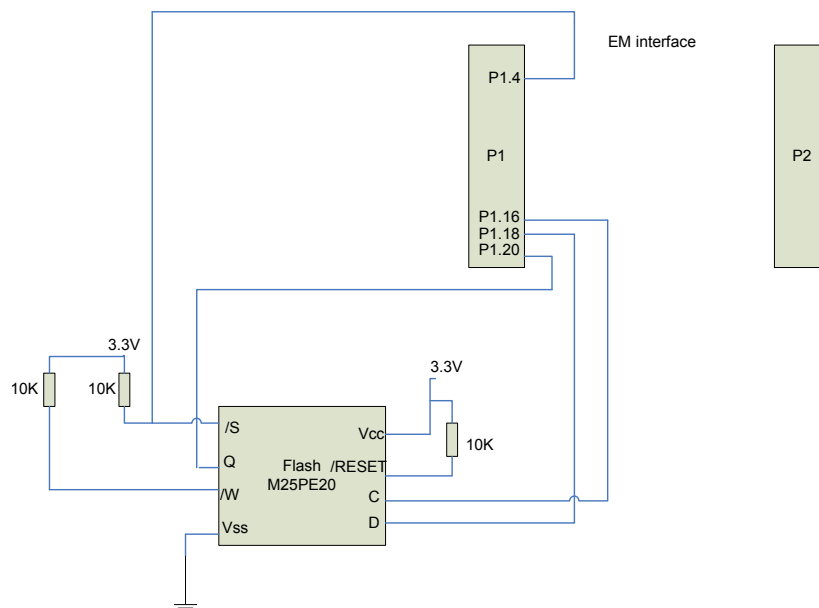 EM interface
P1.4
P1
P2
P1.16
P1.18
P1.20
3.3V
3.3V
10K
10K
/S
Vcc
10K
Q
Flash
/RESET
M25PE20
/W
C
Vss
D